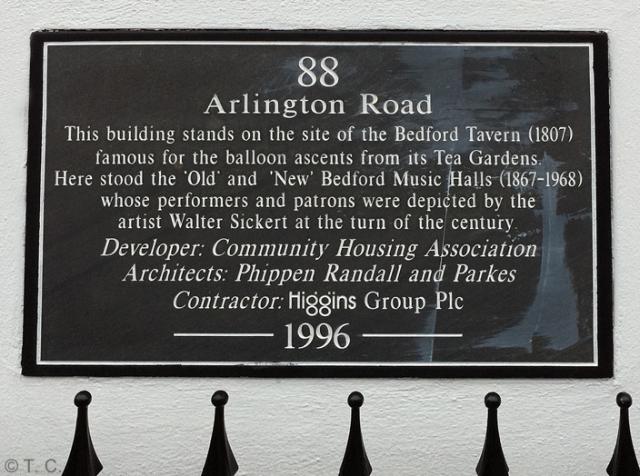 88
Arlington Road
This building stands on the site of the Bedford Tavern (1807)
famous for the balloon ascents from its Tea Gardens.
Here stood the 'Old' and 'New' Bedford Music Halls (1867-1968)
whose performers and patrons were depicted by the
artist Walter Sickert at the turn of the century.
Developer: Community Housing Association
Architects: Phippen Randall and Parkes
Contractor: Higgins Group Plc
1996
© T. C.